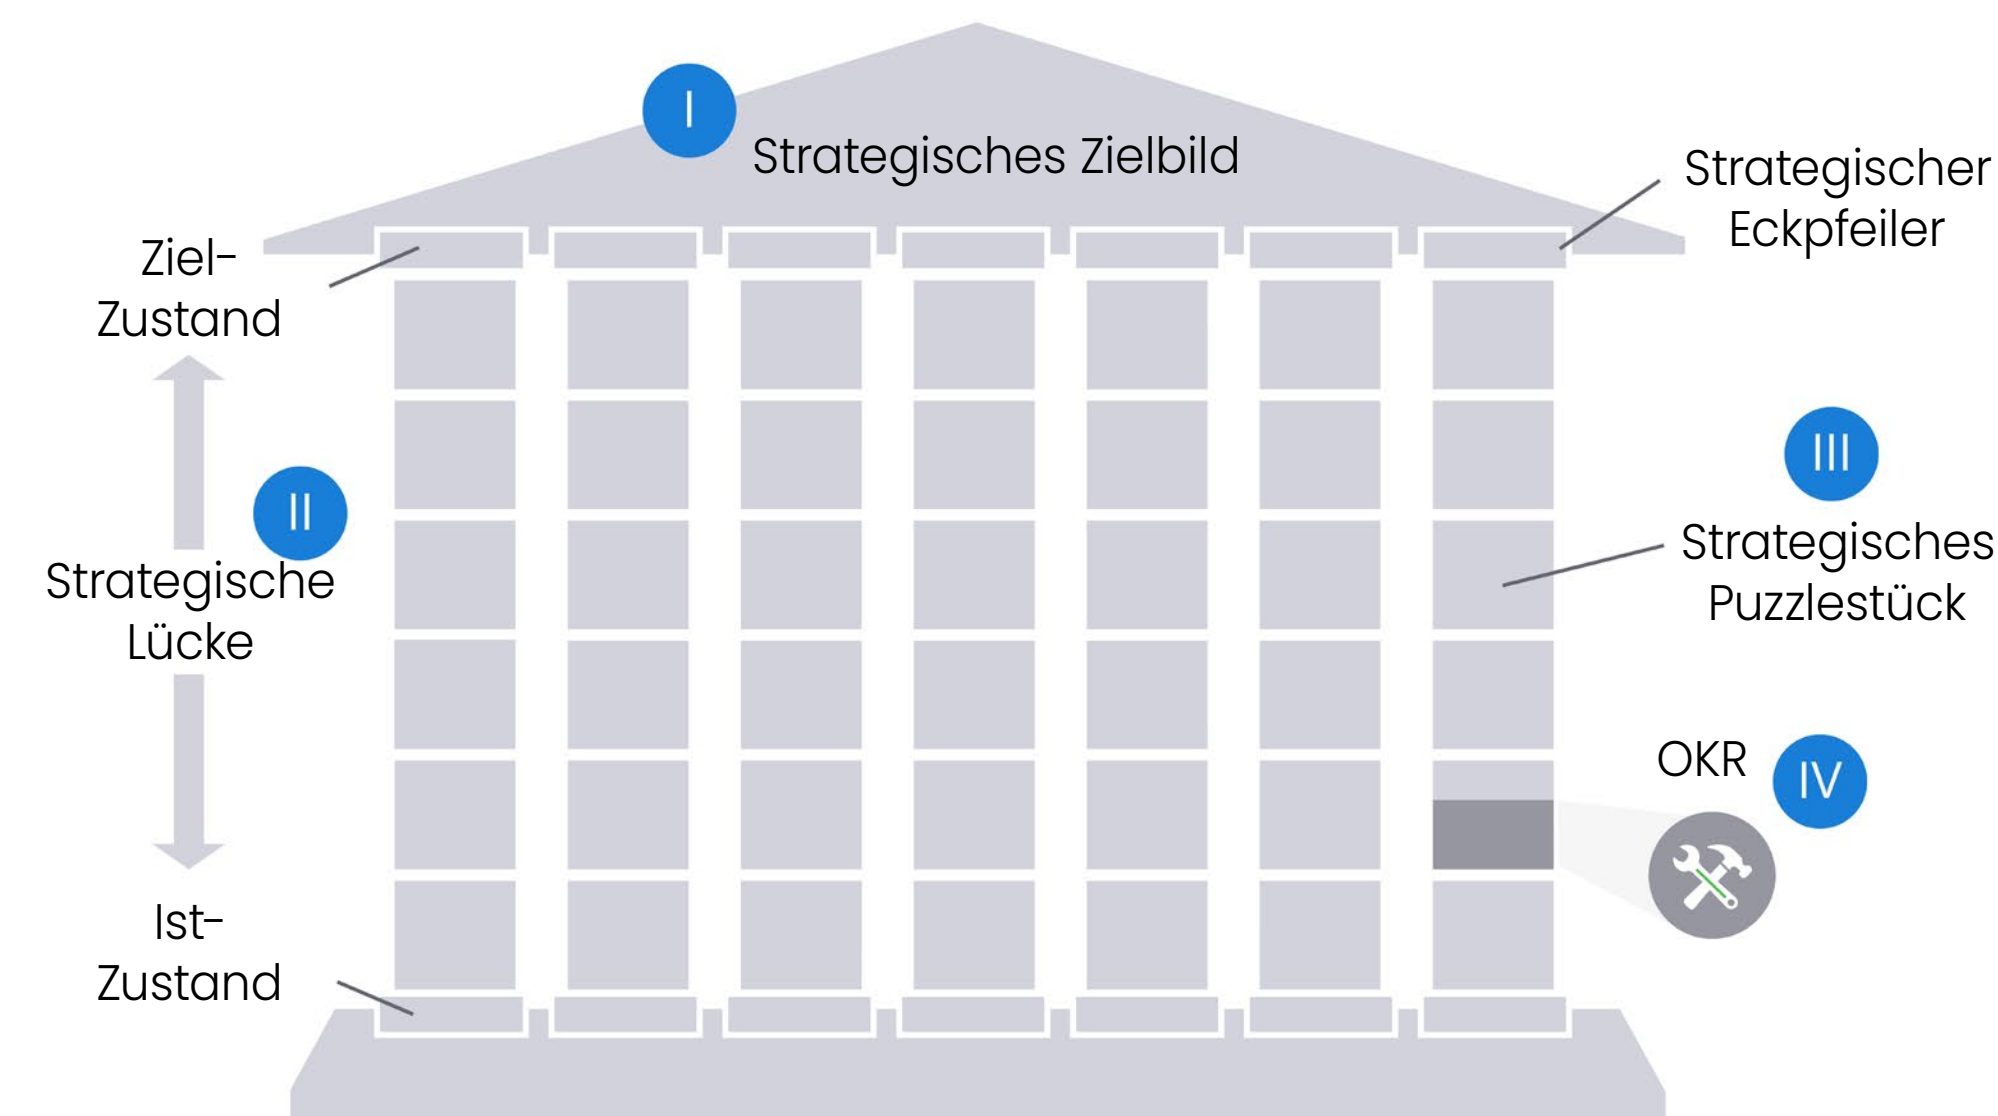 I
Strategisches Zielbild
Strategischer
Eckpfeiler
Ziel-
Zustand
II
Strategische
Lücke
III
Strategisches
Puzzlestück
OKR
IV
Ist-
Zustand